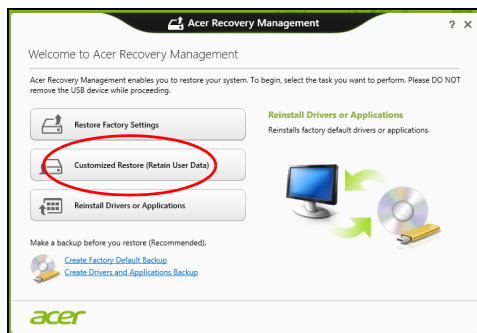 Acer Recovery Management
? X
Welcome to Acer Recovery Management
Acer Recovery Management enables you to restore your system. To begin, select the task you want to perform. Please DO NOT
remove the USB device while proceeding.
Restore Factory Settings
Customized Restore (Retain User Data)
Reinstall Drivers or Applications
Reinstall Drivers or Applications
Reinstalls factory default drivers or applications.
Make a backup before you restore (Recommended).
Create Factory Default Backup
Create Drivers and Applications Backup
acer